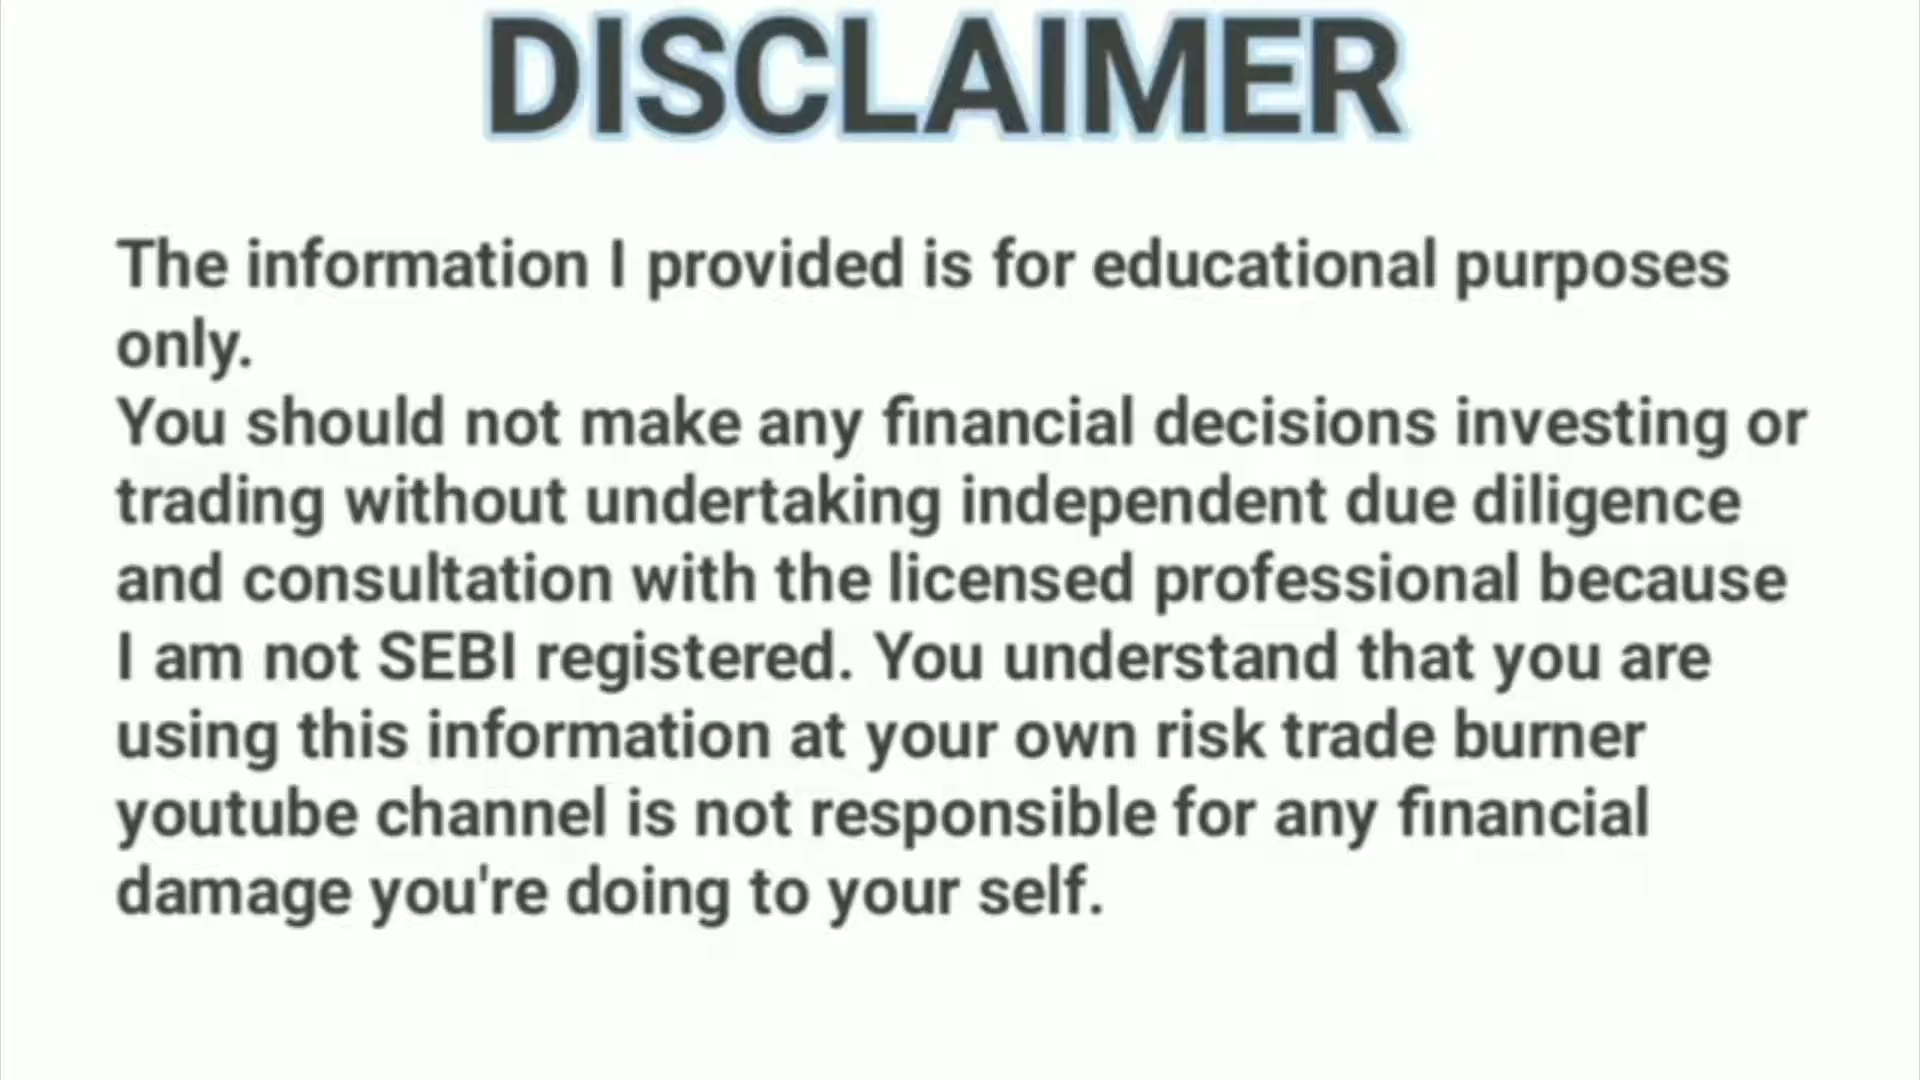 DISCLAIMER
The information I provided is for educational purposes
only.
You should not make any financial decisions investing or
trading without undertaking independent due diligence
and consultation with the licensed professional because
I am not SEBI registered. You understand that you are
using this information at your own risk trade burner
youtube channel is not responsible for any financial
damage you're doing to your self.